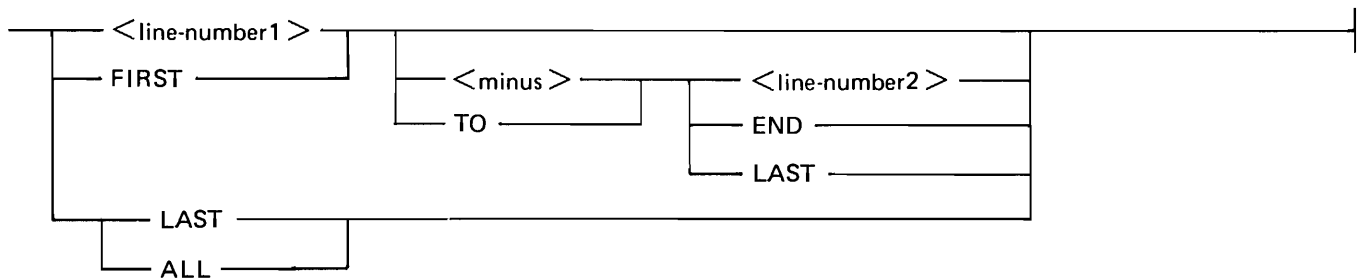 <line-number1>
FIRST
<minus> <line-number2>
TO END
LAST
LAST
ALL